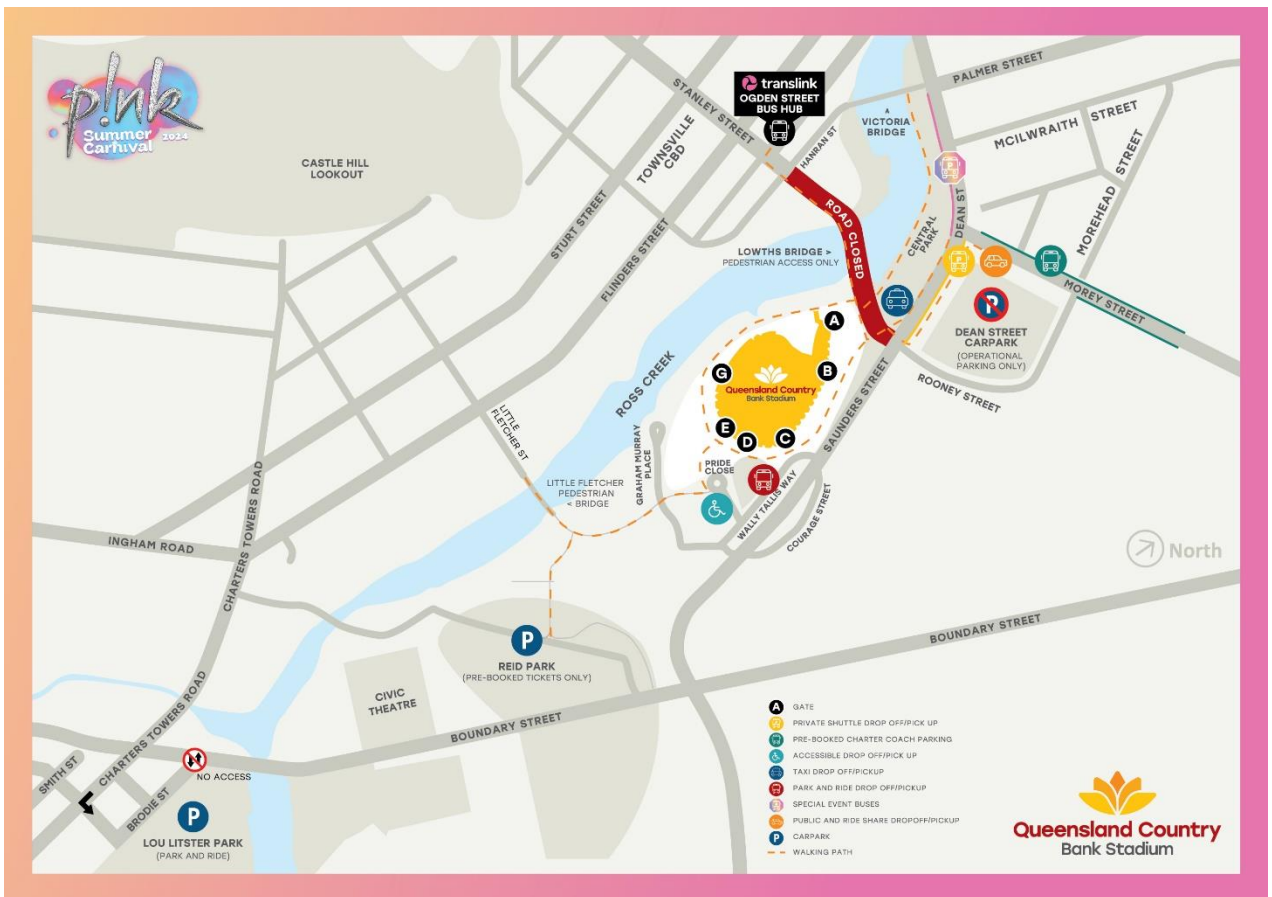 p!nk
Summer
Carnival 2024
CASTLE HILL
LOOKOUT
STANLEY STREET
translink
OGDEN STREET
BUS HUB
TOWNSVILLE
CBD
HANRAN ST
VICTORIA
BRIDGE
PALMER STREET
MCILWRAITH STREET
MOREHEAD STREET
STURT STREET
FLINDERS STREET
ROAD CLOSED
LOWTHS BRIDGE >
PEDESTRIAN ACCESS ONLY
CENTRAL
PARK
DEAN ST
MOREY STREET
P
DEAN STREET
CARPARK
(OPERATIONAL
PARKING ONLY)
ROONEY STREET
SAUNDERS STREET
ROSS CREEK
A
B
G
Queensland Country
Bank Stadium
E
D
C
PRIDE
CLOSE
WALLY TALLIS WAY
COURAGE STREET
GRAHAM MURRAY
PLACE
LITTLE
FLETCHER ST
LITTLE FLETCHER
PEDESTRIAN
< BRIDGE
INGHAM ROAD
CHARTERS TOWERS ROAD
North
BOUNDARY STREET
P
REID PARK
(PRE-BOOKED TICKETS ONLY)
CIVIC
THEATRE
BOUNDARY STREET
CHARTERS TOWERS ROAD
SMITH ST
BRODIE ST
NO ACCESS
P
LOU LITSTER PARK
(PARK AND RIDE)
A GATE
PRIVATE SHUTTLE DROP OFF/PICK UP
PRE-BOOKED CHARTER COACH PARKING
ACCESSIBLE DROP OFF/PICK UP
TAXI DROP OFF/PICKUP
PARK AND RIDE DROP OFF/PICKUP
SPECIAL EVENT BUSES
PUBLIC AND RIDE SHARE DROPOFF/PICKUP
P CARPARK
WALKING PATH
Queensland Country
Bank Stadium